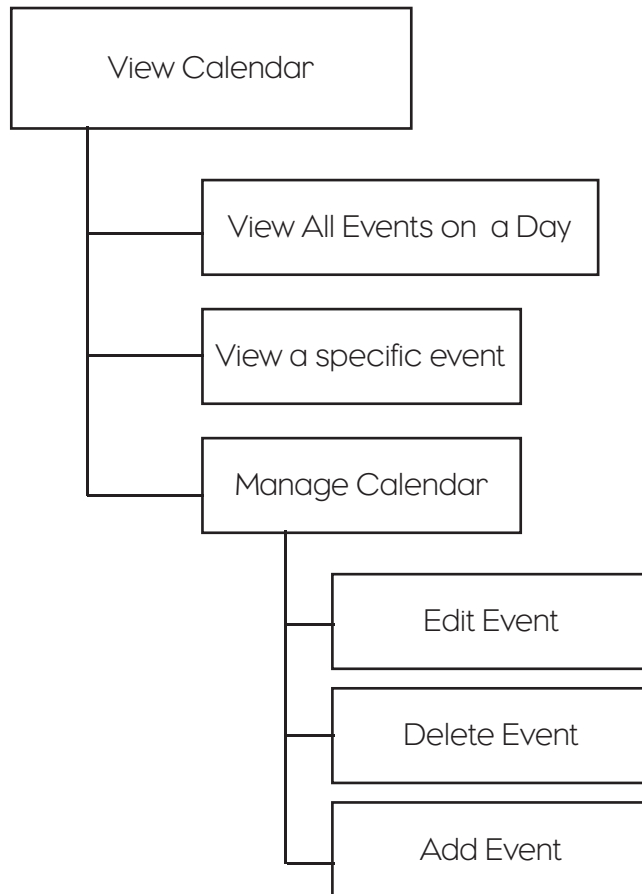 View Calendar
View All Events on a Day
View a specific event
Manage Calendar
Edit Event
Delete Event
Add Event